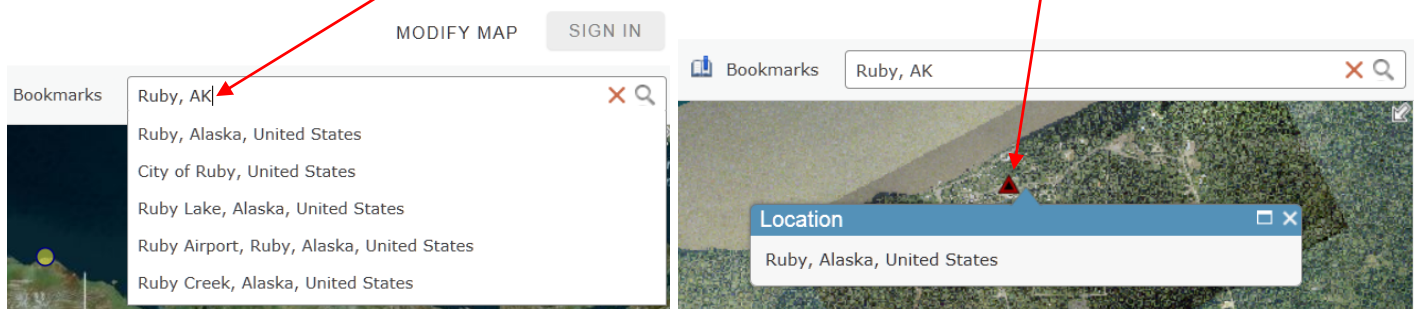 MODIFY MAP SIGN IN
Bookmarks Ruby, AK
Ruby, Alaska, United States
City of Ruby, United States
Ruby Lake, Alaska, United States
Ruby Airport, Ruby, Alaska, United States
Ruby Creek, Alaska, United States
Bookmarks Ruby, AK
Location
Ruby, Alaska, United States